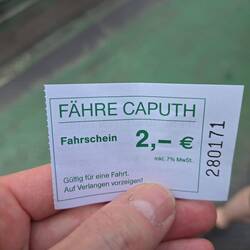 FÄHRE CAPUTH
Fahrschein 2,– €
inkl. 7% MwSt.
Gültig für eine Fahrt.
Auf Verlangen vorzeigen!
280171